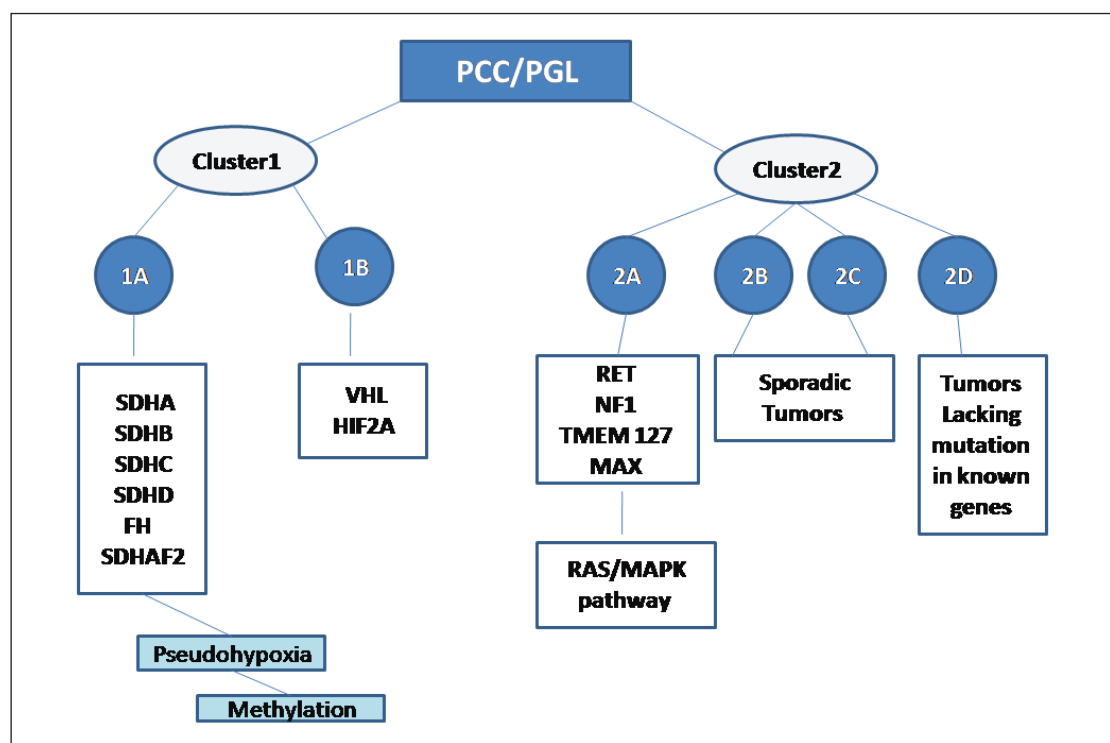 PCC/PGL
Cluster1
Cluster2
1A
1B
2A
2B
2C
2D
SDHA
SDHB
SDHC
SDHD
FH
SDHAF2
VHL
HIF2A
RET
NF1
TMEM 127
MAX
Sporadic
Tumors
Tumors
Lacking
mutation
in known
genes
RAS/MAPK
pathway
Pseudohypoxia
Methylation